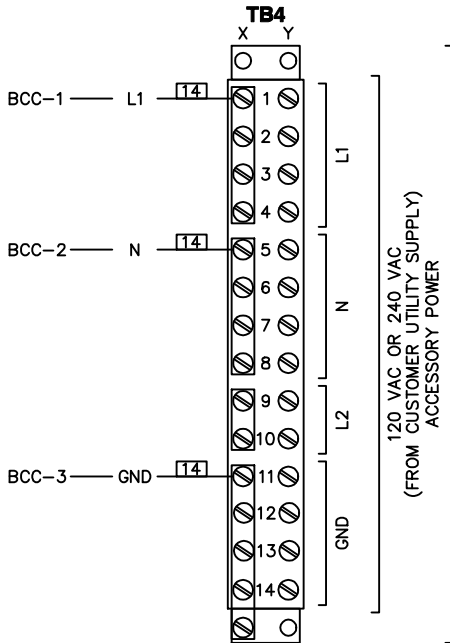 TB4
X Y
BCC-1 L1 14 1
2
3
4
L1
BCC-2 N 14 5
6
7
8
N
9
10
L2
BCC-3 GND 14 11
12
13
14
GND
120 VAC OR 240 VAC
(FROM CUSTOMER UTILITY SUPPLY)
ACCESSORY POWER